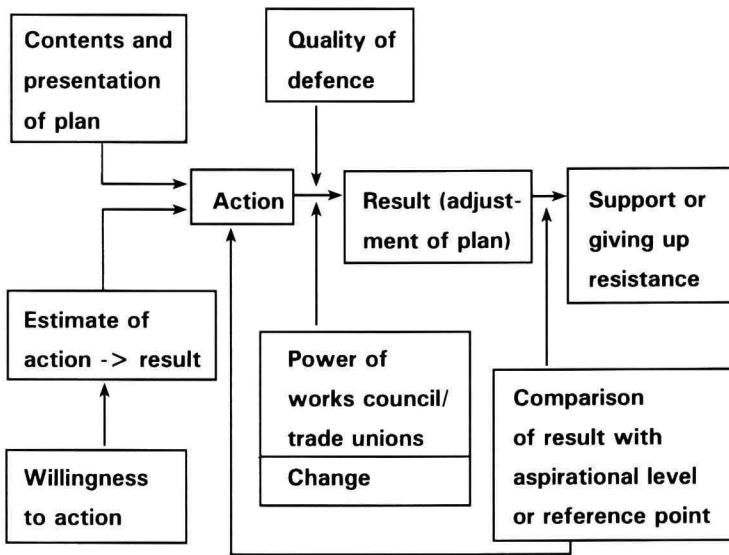 Contents and
presentation
of plan
Quality of
defence
Action
Result (adjust-
ment of plan)
Support or
giving up
resistance
Estimate of
action -> result
Power of
works council/
trade unions
Change
Comparison
of result with
aspirational level
or reference point
Willingness
to action